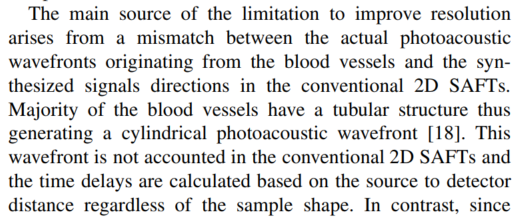 The main source of the limitation to improve resolution
arises from a mismatch between the actual photoacoustic
wavefronts originating from the blood vessels and the syn-
thesized signals directions in the conventional 2D SAFTs.
Majority of the blood vessels have a tubular structure thus
generating a cylindrical photoacoustic wavefront [18]. This
wavefront is not accounted in the conventional 2D SAFTs and
the time delays are calculated based on the source to detector
distance regardless of the sample shape. In contrast, since